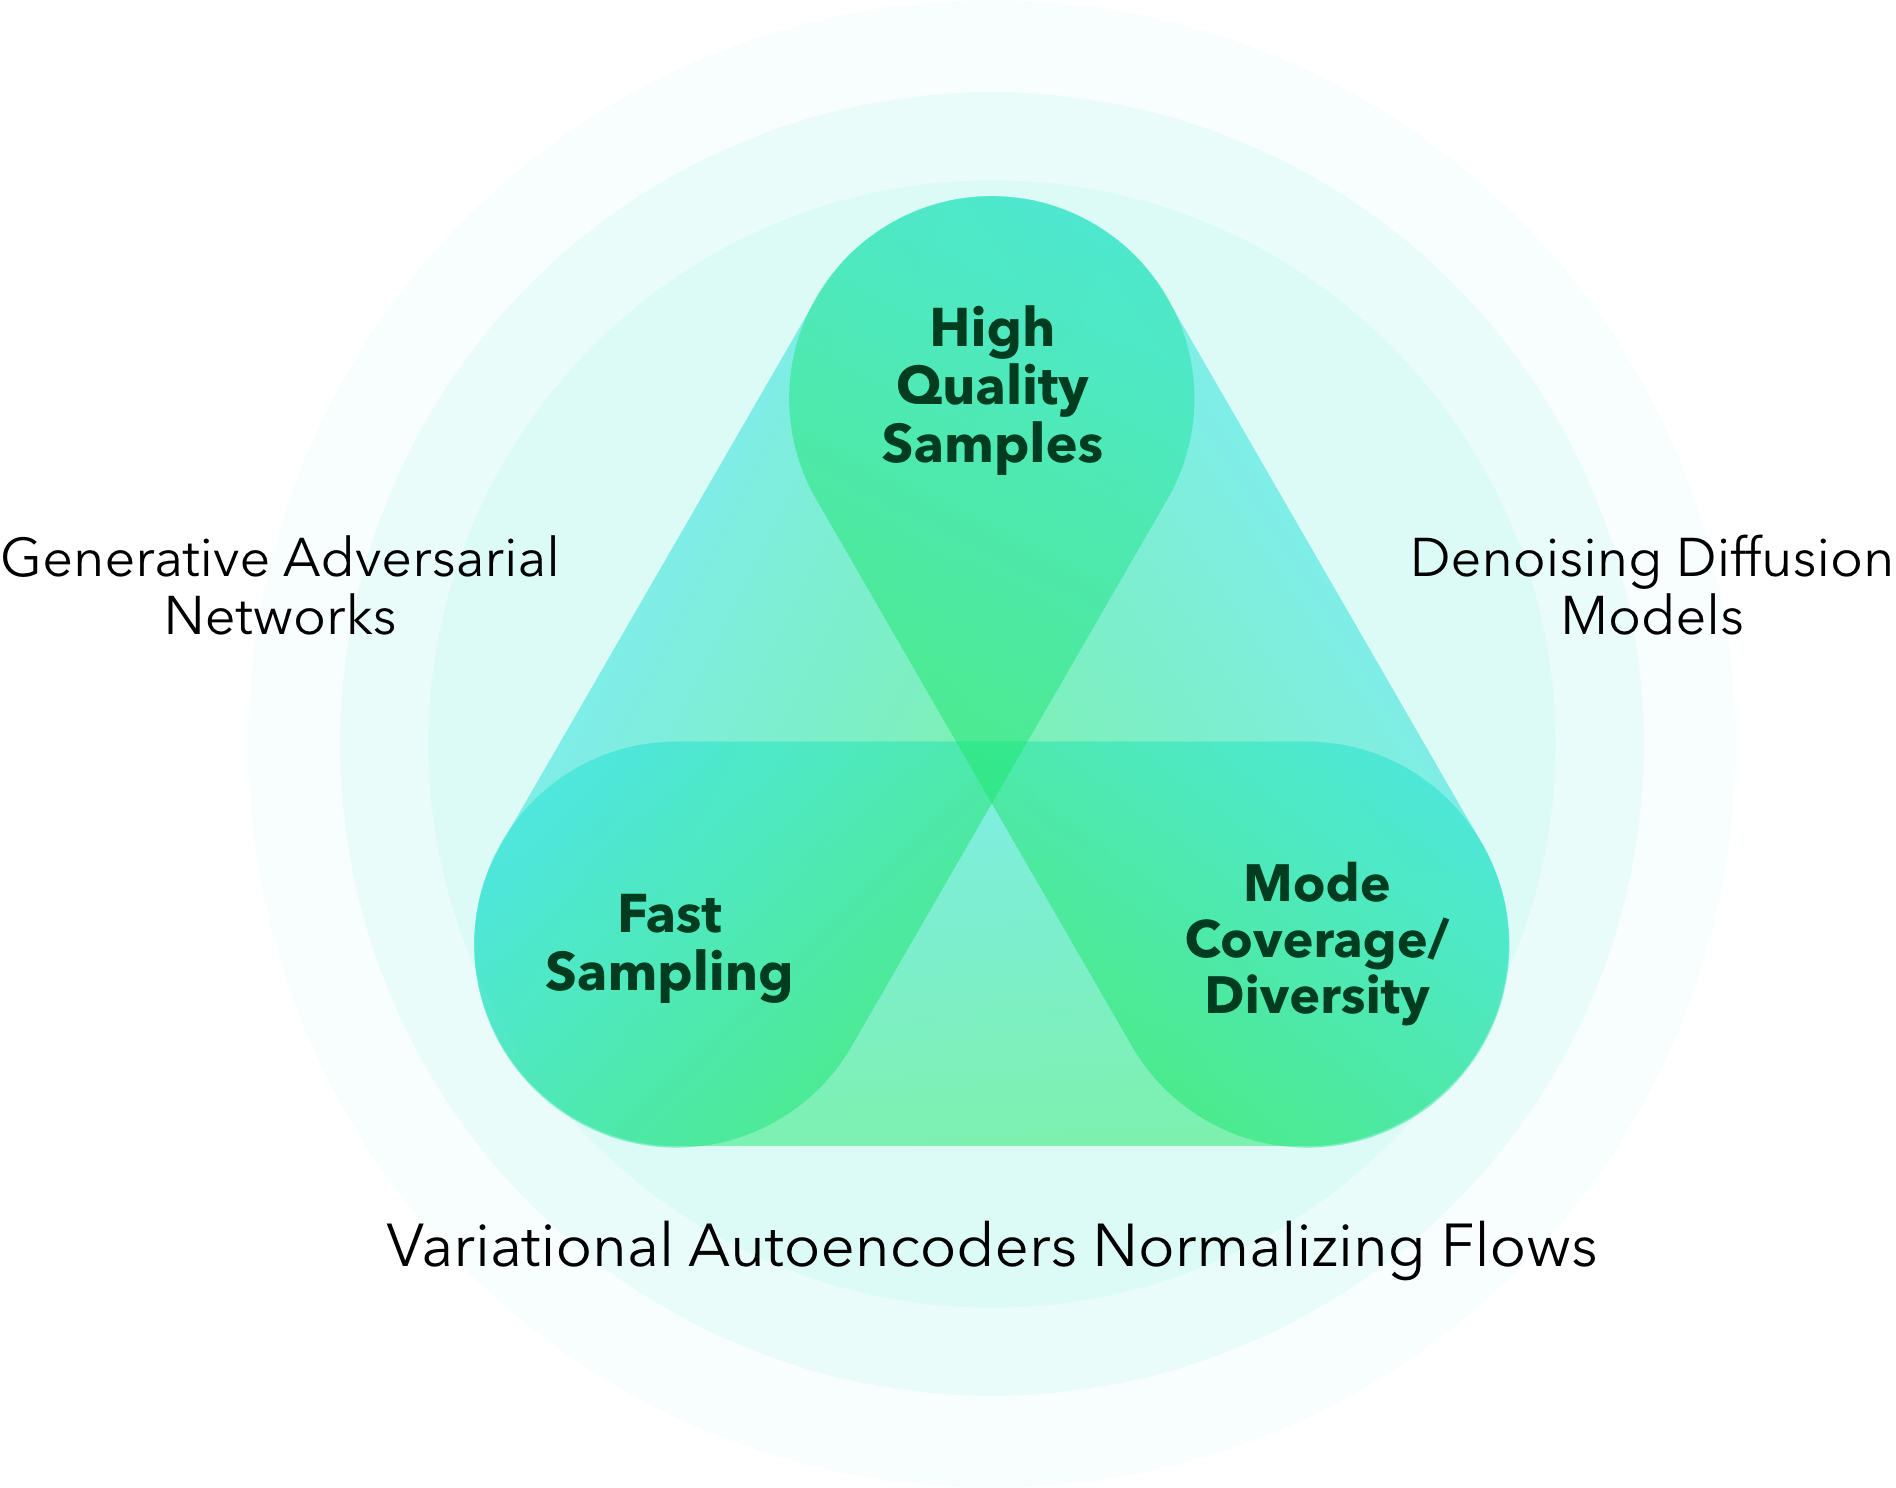 High
Quality
Samples
Generative Adversarial
Networks
Denoising Diffusion
Models
Fast
Sampling
Mode
Coverage/
Diversity
Variational Autoencoders Normalizing Flows